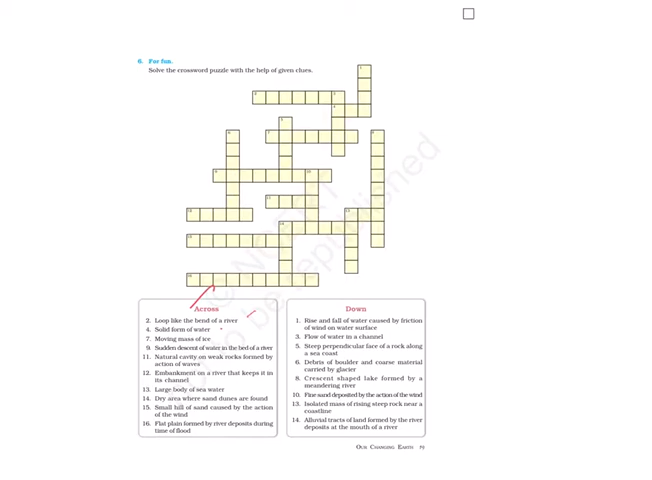 6. For fun.
Solve the crossword puzzle with the help of given clues.
Across
2. Loop like the bend of a river
4. Solid form of water
7. Moving mass of ice
9. Sudden descent of water in the bed of a river
11. Natural cavity on weak rocks formed by
action of waves
12. Embankment on a river that keeps it in
its channel
13. Large body of sea water
14. Dry area where sand dunes are found
15. Small hill of sand caused by the action
of the wind
16. Flat plain formed by river deposits during
time of flood
Down
1. Rise and fall of water caused by friction
of wind on water surface
3. Flow of water in a channel
5. Steep perpendicular face of a rock along
a sea coast
6. Debris of boulder and coarse material
carried by glacier
8. Crescent shaped lake formed by a
meandering river
10. Fine sand deposited by the action of the wind
13. Isolated mass of rising steep rock near a
coastline
14. Alluvial tracts of land formed by the river
deposits at the mouth of a river
OUR CHANGING EARTH